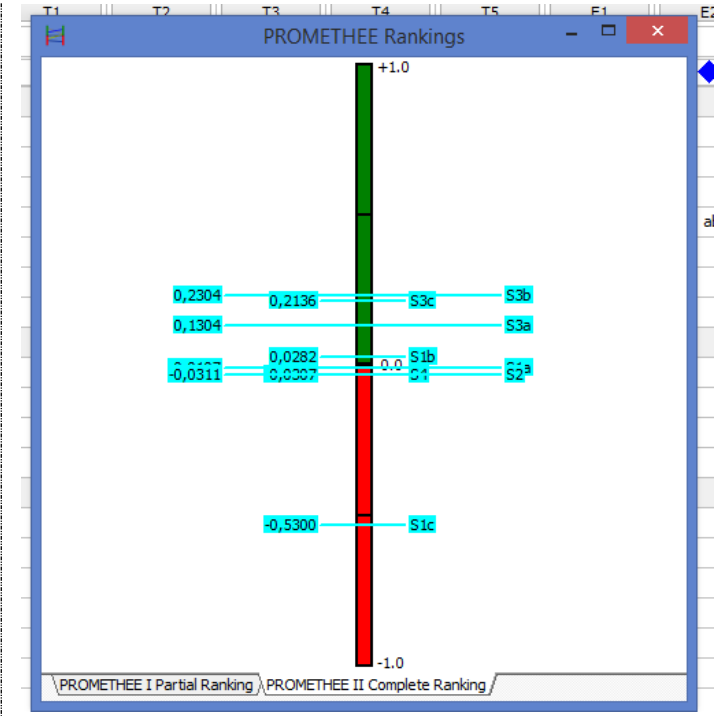 T1 T2 T3 T4 T5 E1
PROMETHEE Rankings
+1.0
0,2304 S3b
0,2136 S3c
0,1304 S3a
0,0282 S1b
0.0
-0,0311 S2
-0,5300 S1c
-1.0
PROMETHEE I Partial Ranking PROMETHEE II Complete Ranking